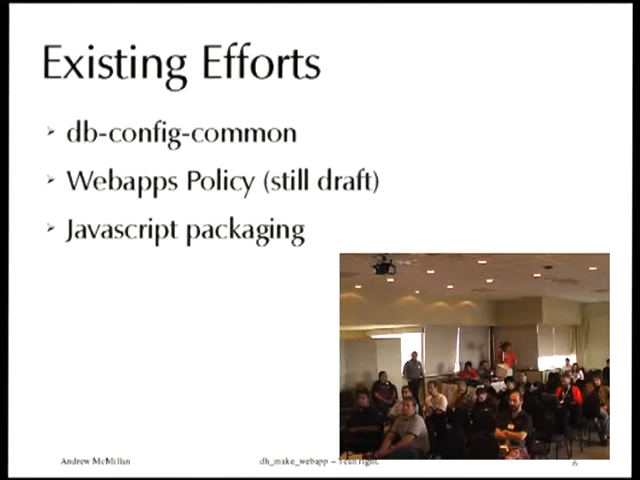 Existing Efforts
db-config-common
Webapps Policy (still draft)
Javascript packaging
Andrew McMillan
dh_make_webapp – Yeah right.
6